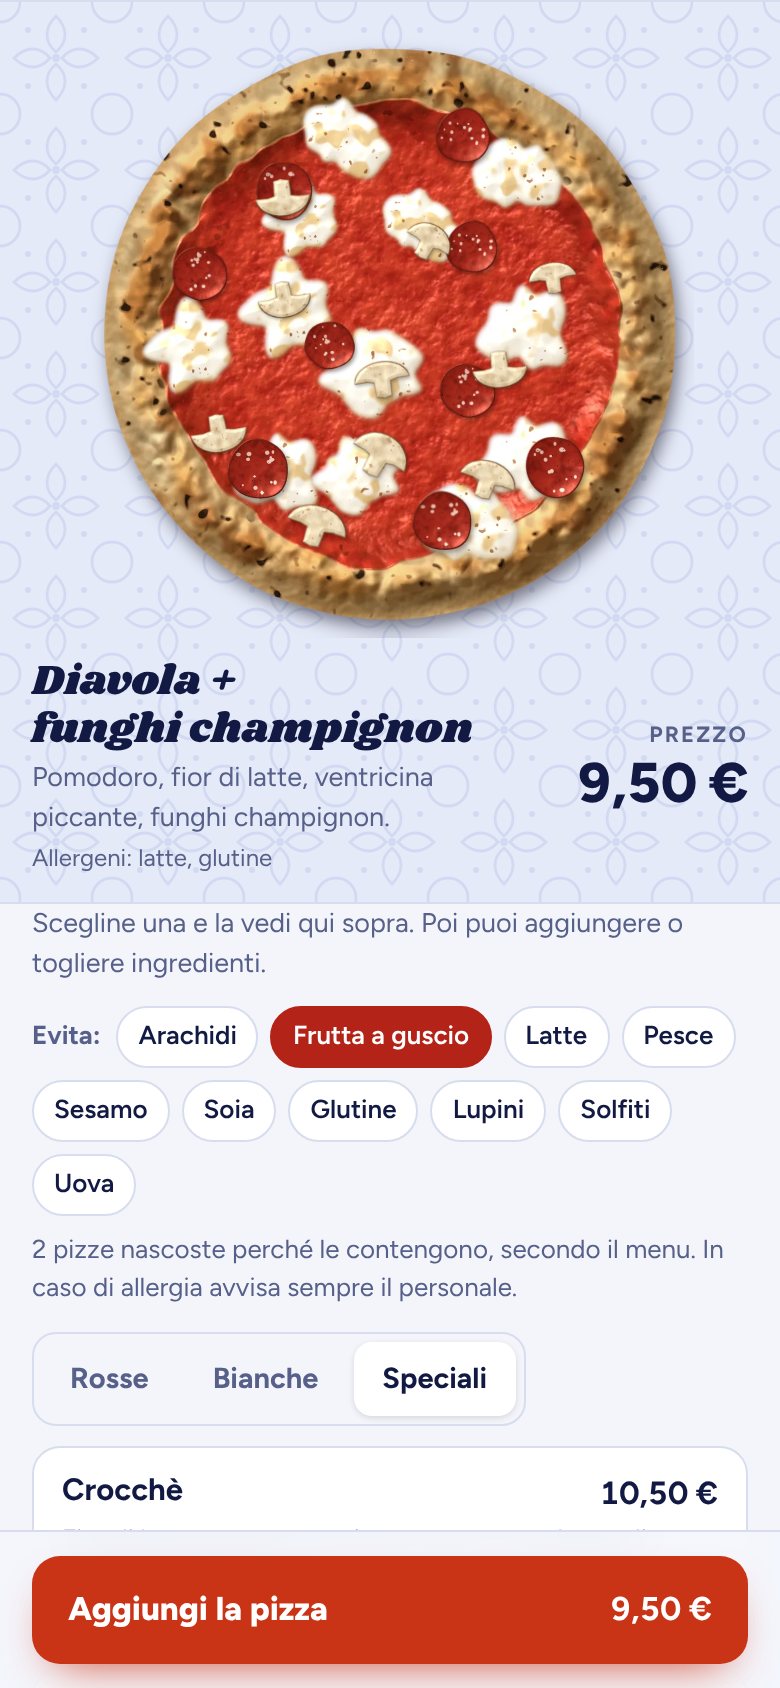 Diavola +
funghi champignon
PREZZO
9,50 €
Pomodoro, fior di latte, ventricina
piccante, funghi champignon.
Allergeni: latte, glutine
Scegline una e la vedi qui sopra. Poi puoi aggiungere o
togliere ingredienti.
Evita: Arachidi Frutta a guscio Latte Pesce
Sesamo Soia Glutine Lupini Solfiti
Uova
2 pizze nascoste perché le contengono, secondo il menu. In
caso di allergia avvisa sempre il personale.
Rosse Bianche Speciali
Crocchè 10,50 €
Aggiungi la pizza 9,50 €